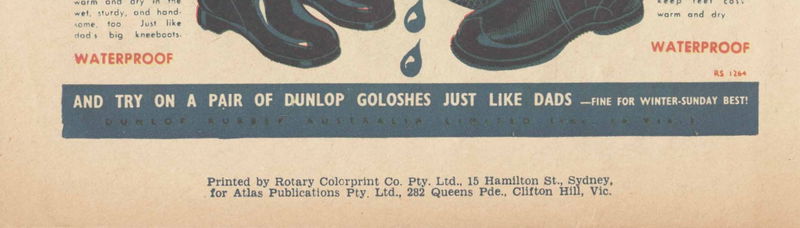 warm and dry in the
wet, sturdy, and hand-
some, too. Just like
dad's big kneeboots.
WATERPROOF
keep feet cosy
warm and dry
WATERPROOF
RS 1264
AND TRY ON A PAIR OF DUNLOP GOLOSHES JUST LIKE DADS —FINE FOR WINTER-SUNDAY BEST!
DUNLOP RUBBER AUSTRALIA LIMITED
Printed by Rotary Colorprint Co. Pty. Ltd., 15 Hamilton St., Sydney,
for Atlas Publications Pty. Ltd., 282 Queens Pde., Clifton Hill, Vic.